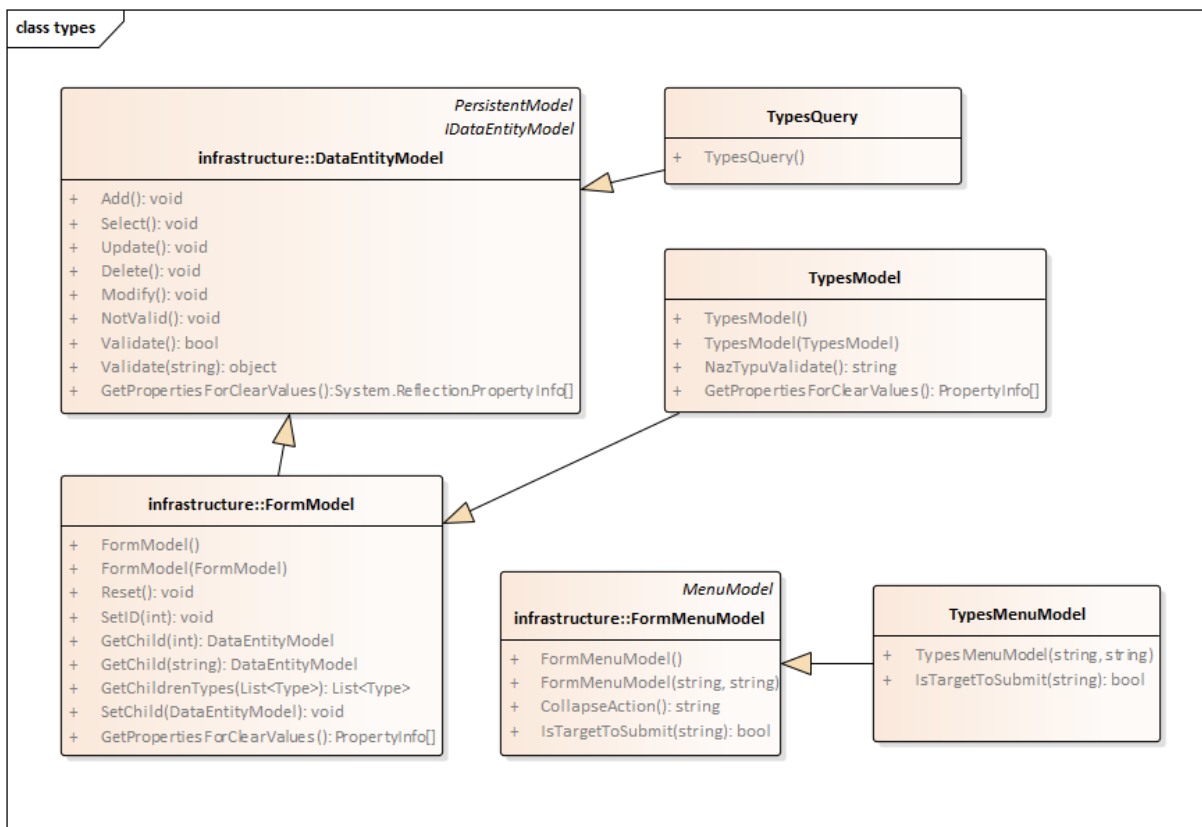 class types
PersistentModel
IDataEntityModel
infrastructure::DataEntityModel
+ Add(): void
+ Select(): void
+ Update(): void
+ Delete(): void
+ Modify(): void
+ NotValid(): void
+ Validate(): bool
+ Validate(string): object
+ GetPropertiesForClearValues():System.Reflection.PropertyInfo[]
TypesQuery
+ TypesQuery()
TypesModel
+ TypesModel()
+ TypesModel(TypesModel)
+ NazTypuValidate(): string
+ GetPropertiesForClearValues(): PropertyInfo[]
infrastructure::FormModel
+ FormModel()
+ FormModel(FormModel)
+ Reset(): void
+ SetID(int): void
+ GetChild(int): DataEntityModel
+ GetChild(string): DataEntityModel
+ GetChildrenTypes(List<Type>): List<Type>
+ SetChild(DataEntityModel): void
+ GetPropertiesForClearValues(): PropertyInfo[]
MenuModel
infrastructure::FormMenuModel
+ FormMenuModel()
+ FormMenuModel(string, string)
+ CollapseAction(): string
+ IsTargetToSubmit(string): bool
TypesMenuModel
+ TypesMenuModel(string, string)
+ IsTargetToSubmit(string): bool